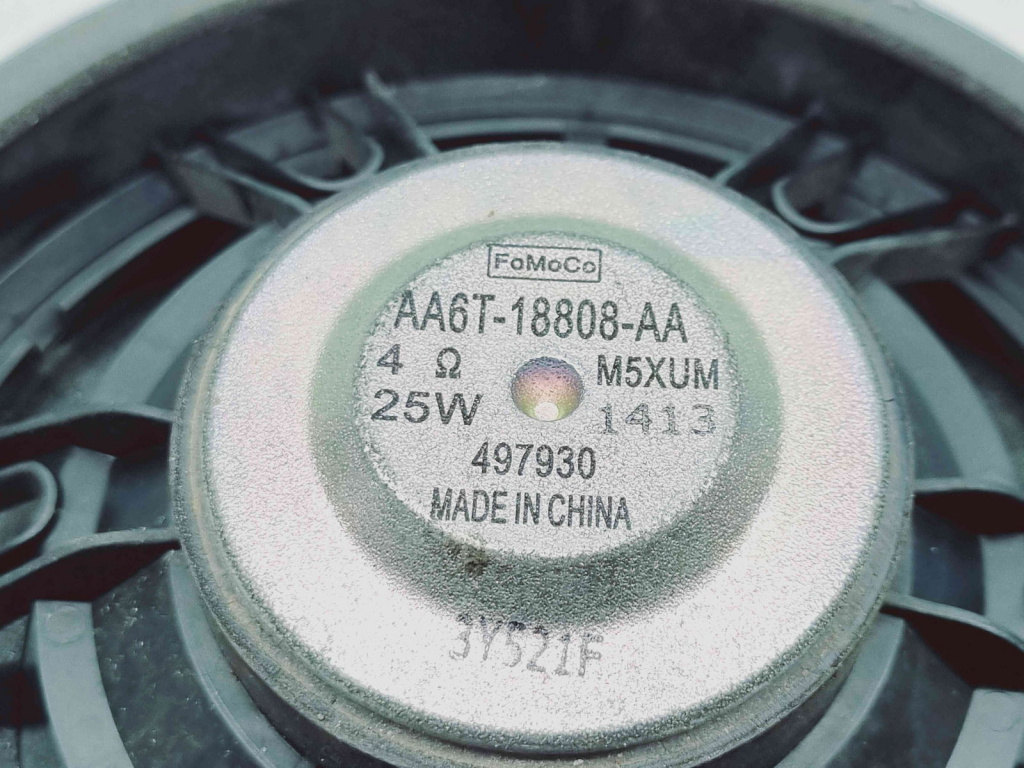 FoMoCo
AA6T-18808-AA
4 Ω
M5XUM
25W
1413
497930
MADE IN CHINA
3Y521F